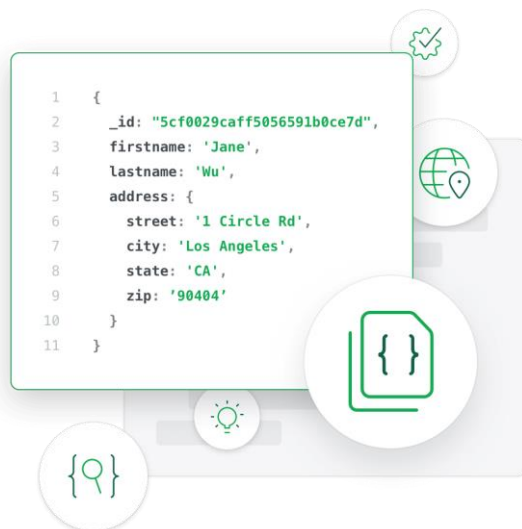 1 {
2 _id: "5cf0029caff5056591b0ce7d",
3 firstname: 'Jane',
4 lastname: 'Wu',
5 address: {
6 street: '1 Circle Rd',
7 city: 'Los Angeles',
8 state: 'CA',
9 zip: ’90404’
10 }
11 }
{ }
{ }